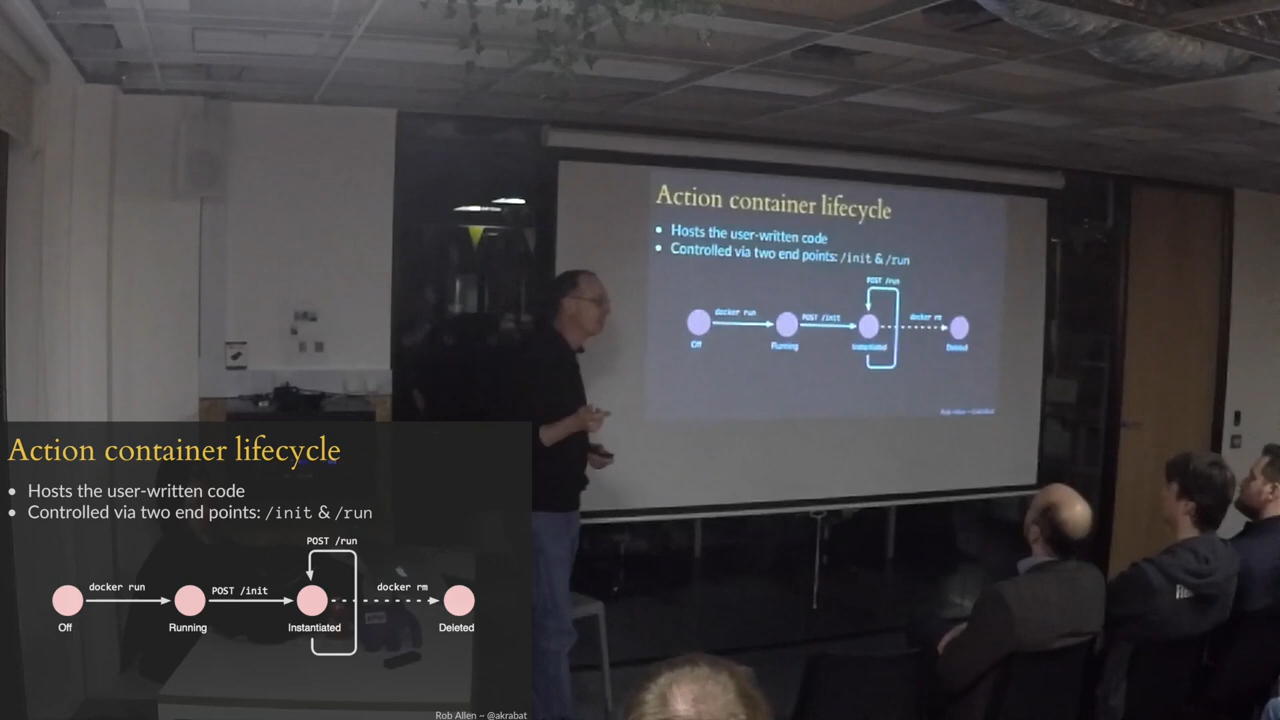 Action container lifecycle
• Hosts the user-written code
• Controlled via two end points: /init & /run
POST /run
docker run
POST /init
docker rm
Off
Running
Instantiated
Deleted
Rob Allen ~ @akrabat
Action container lifecycle
• Hosts the user-written code
• Controlled via two end points: /init & /run
POST /run
docker run
POST /init
docker rm
Off
Running
Instantiated
Deleted
Rob Allen ~ @akrabat